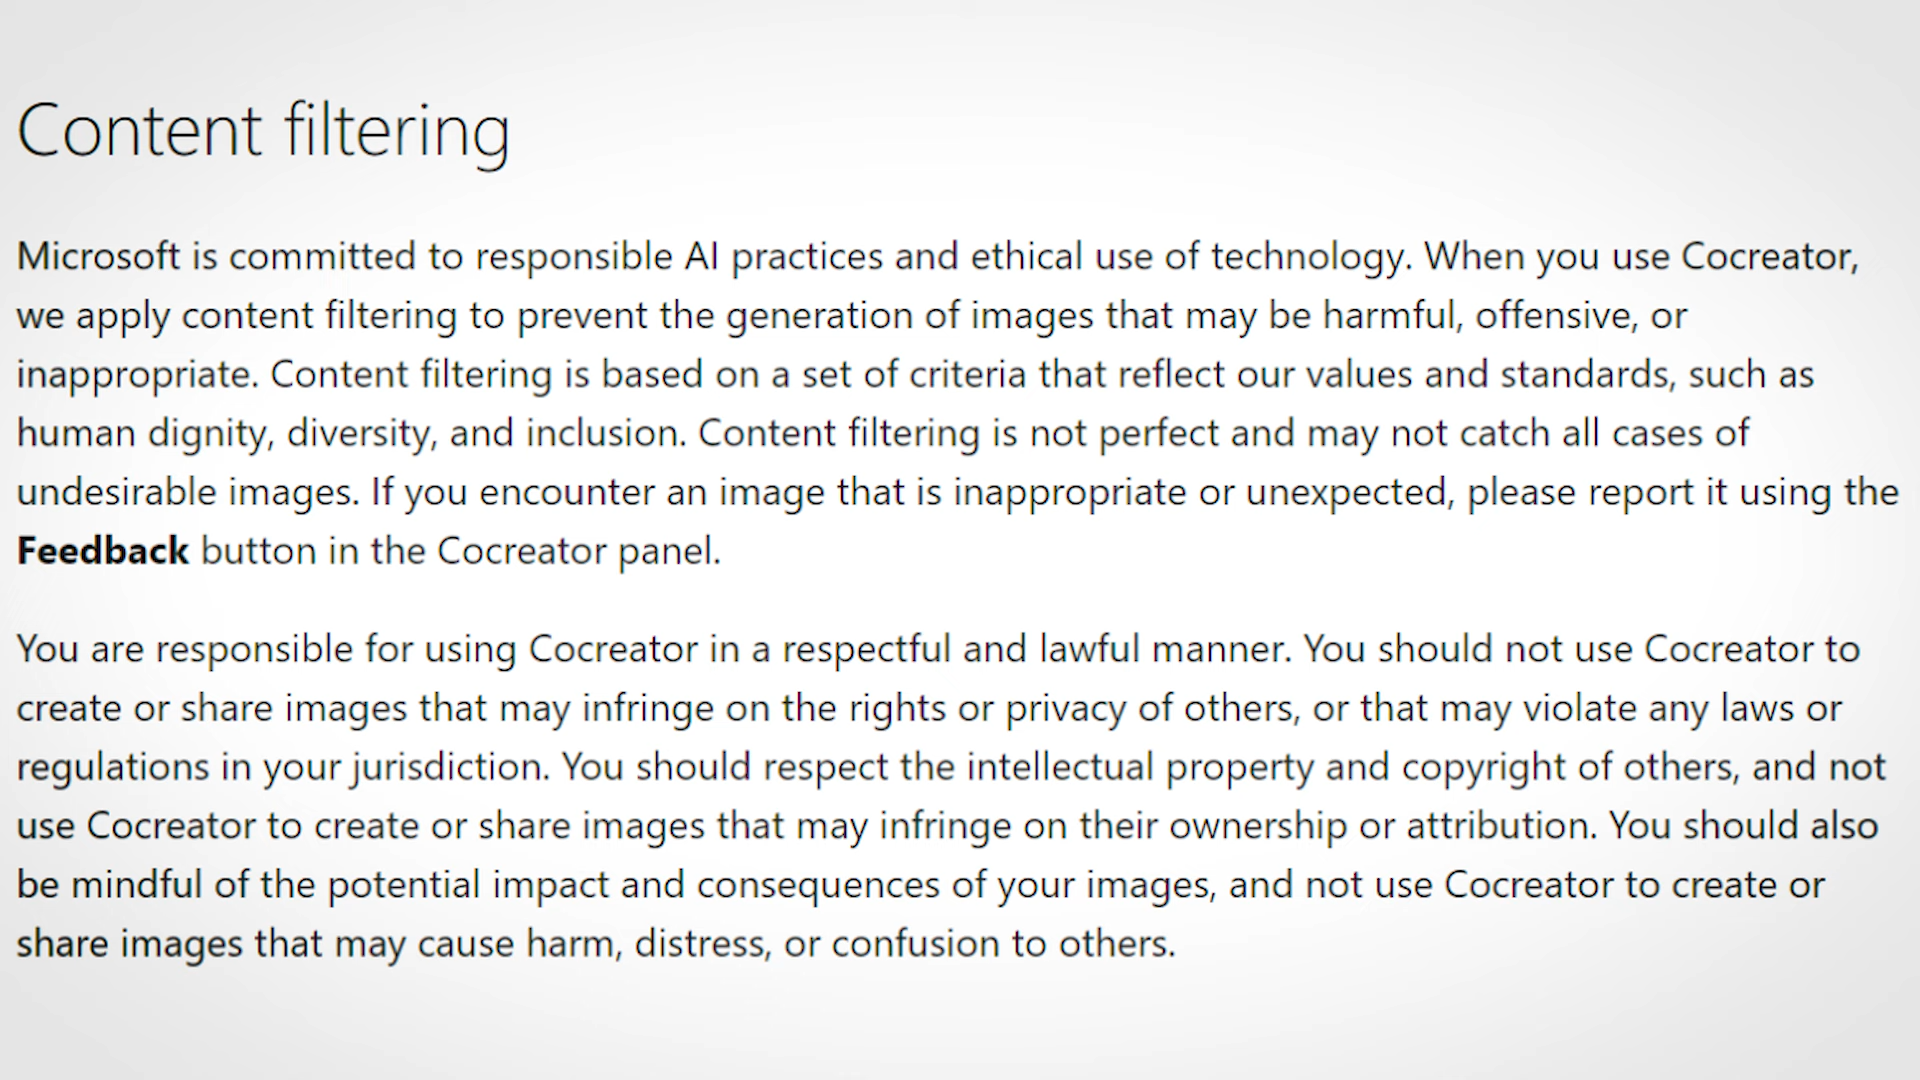 Content filtering
Microsoft is committed to responsible AI practices and ethical use of technology. When you use Cocreator,
we apply content filtering to prevent the generation of images that may be harmful, offensive, or
inappropriate. Content filtering is based on a set of criteria that reflect our values and standards, such as
human dignity, diversity, and inclusion. Content filtering is not perfect and may not catch all cases of
undesirable images. If you encounter an image that is inappropriate or unexpected, please report it using the
Feedback button in the Cocreator panel.
You are responsible for using Cocreator in a respectful and lawful manner. You should not use Cocreator to
create or share images that may infringe on the rights or privacy of others, or that may violate any laws or
regulations in your jurisdiction. You should respect the intellectual property and copyright of others, and not
use Cocreator to create or share images that may infringe on their ownership or attribution. You should also
be mindful of the potential impact and consequences of your images, and not use Cocreator to create or
share images that may cause harm, distress, or confusion to others.